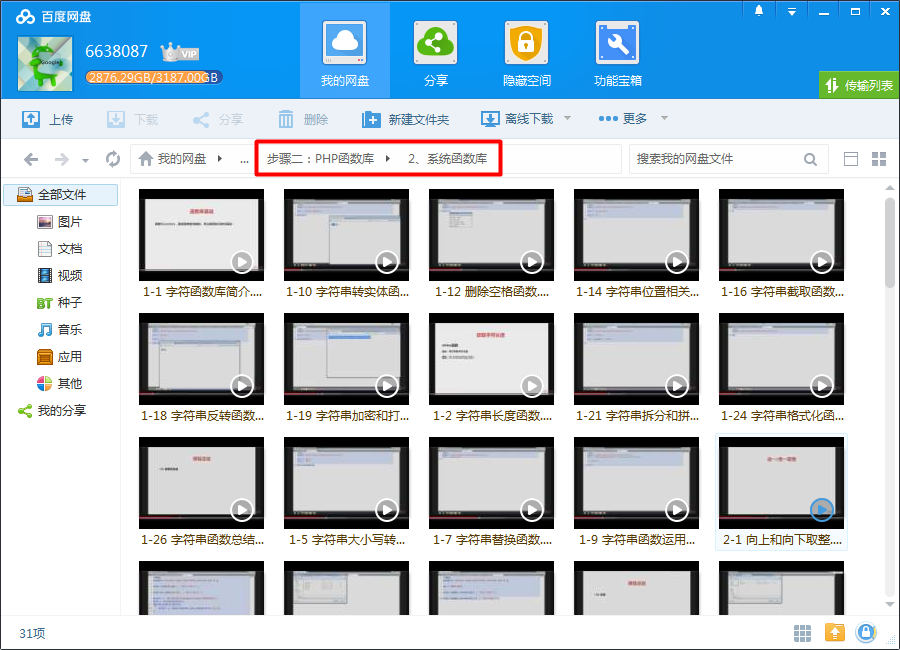 百度网盘
6638087 VIP
2876.29GB/3187.00GB
我的网盘
分享
隐藏空间
功能宝箱
传输列表
上传
下载
分享
删除
新建文件夹
离线下载
更多
我的网盘
...
步骤二：PHP函数库
2、系统函数库
搜索我的网盘文件
全部文件
图片
文档
视频
BT 种子
音乐
应用
其他
我的分享
1-1 字符函数库简介....
1-10 字符串转实体函...
1-12 删除空格函数....
1-14 字符串位置相关...
1-16 字符串截取函数...
1-18 字符串反转函数...
1-19 字符串加密和打...
获取字符长度
1-2 字符串长度函数....
1-21 字符串拆分和拼...
1-24 字符串格式化函...
1-26 字符串函数总结...
1-5 字符串大小写转...
1-7 字符串替换函数....
1-9 字符串函数运用...
2-1 向上和向下取整....
31项